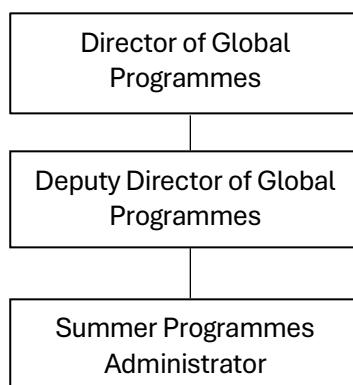 Director of Global
Programmes
Deputy Director of Global
Programmes
Summer Programmes
Administrator